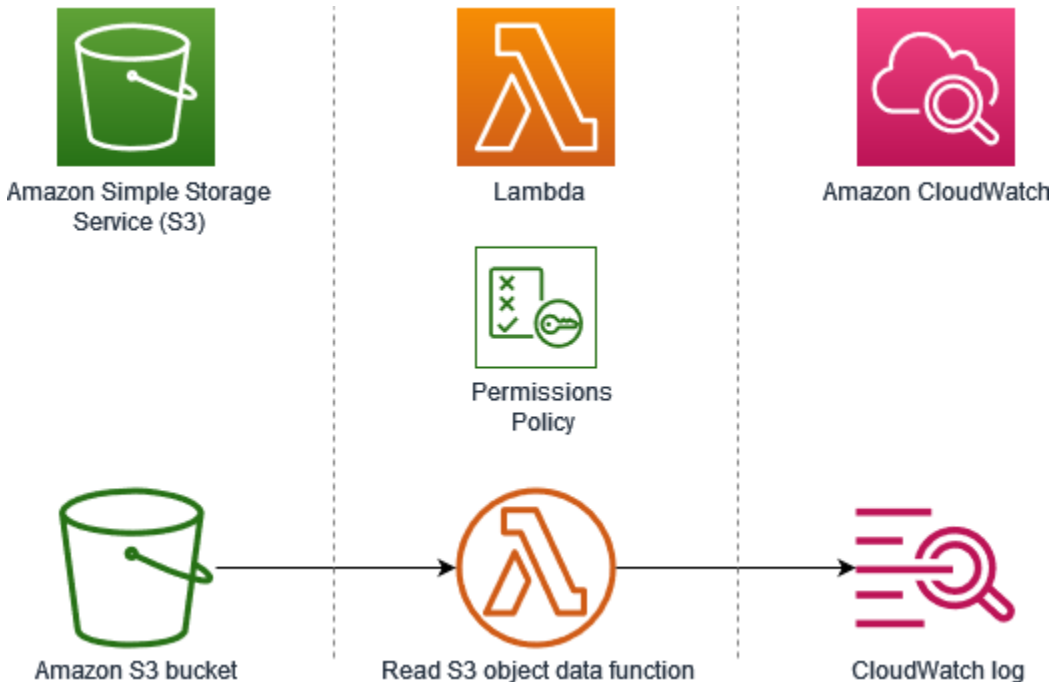 Amazon Simple Storage
Service (S3)
Lambda
Amazon CloudWatch
Permissions
Policy
Amazon S3 bucket
Read S3 object data function
CloudWatch log